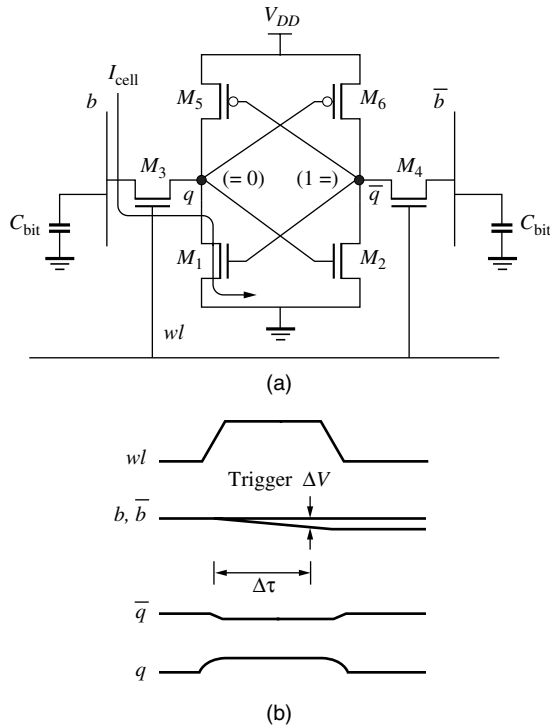 V_DD
I_cell
b
M_5
M_6
b̅
M_3
M_4
q
(= 0)
(1 =)
q̅
C_bit
C_bit
M_1
M_2
wl
(a)
wl
Trigger ΔV
b, b̅
Δτ
q̅
q
(b)